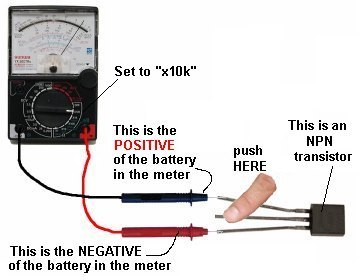 Set to "x10k"
This is the
POSITIVE
of the battery
in the meter
push
HERE
This is an
NPN
transistor
This is the NEGATIVE
of the battery in the meter